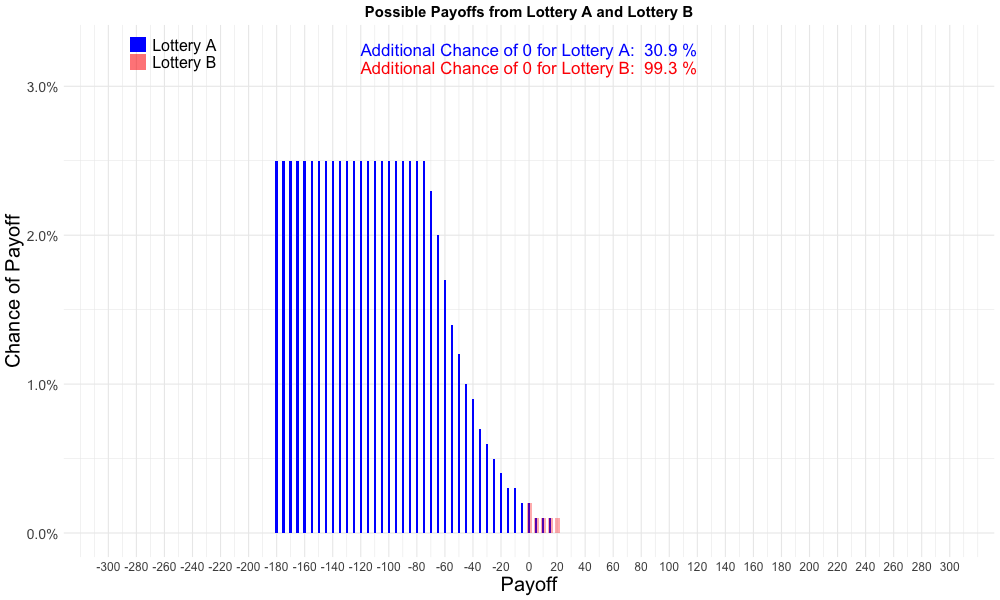 Possible Payoffs from Lottery A and Lottery B
Lottery A
Lottery B
Additional Chance of 0 for Lottery A: 30.9 %
Additional Chance of 0 for Lottery B: 99.3 %
Chance of Payoff
3.0%
2.0%
1.0%
0.0%
-300 -280 -260 -240 -220 -200 -180 -160 -140 -120 -100 -80 -60 -40 -20 0 20 40 60 80 100 120 140 160 180 200 220 240 260 280 300
Payoff